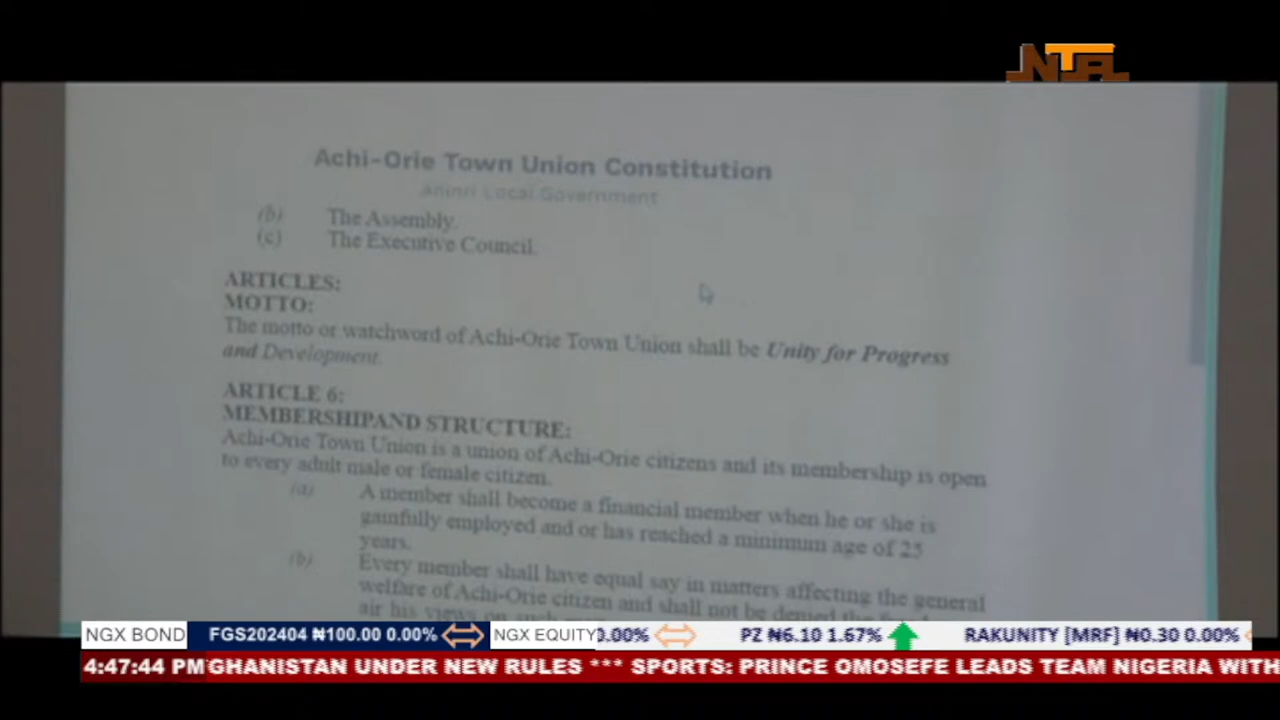 NTA
Achi-Orie Town Union Constitution
Aninri Local Government
(b) The Assembly.
(c) The Executive Council.
ARTICLES:
MOTTO:
The motto or watchword of Achi-Orie Town Union shall be Unity for Progress
and Development.
ARTICLE 6:
MEMBERSHIPAND STRUCTURE:
Achi-Orie Town Union is a union of Achi-Orie citizens and its membership is open
to every adult male or female citizen.
(a) A member shall become a financial member when he or she is
gainfully employed and or has reached a minimum age of 25
years.
(b) Every member shall have equal say in matters affecting the general
welfare of Achi-Orie citizen and shall not be denied the
air his views on such
NGX BOND FGS202404 ₦100.00 0.00% NGX EQUITY 0.00% PZ ₦6.10 1.67% RAKUNITY [MRF] ₦0.30 0.00%
4:47:44 PM GHANISTAN UNDER NEW RULES *** SPORTS: PRINCE OMOSEFE LEADS TEAM NIGERIA WITH